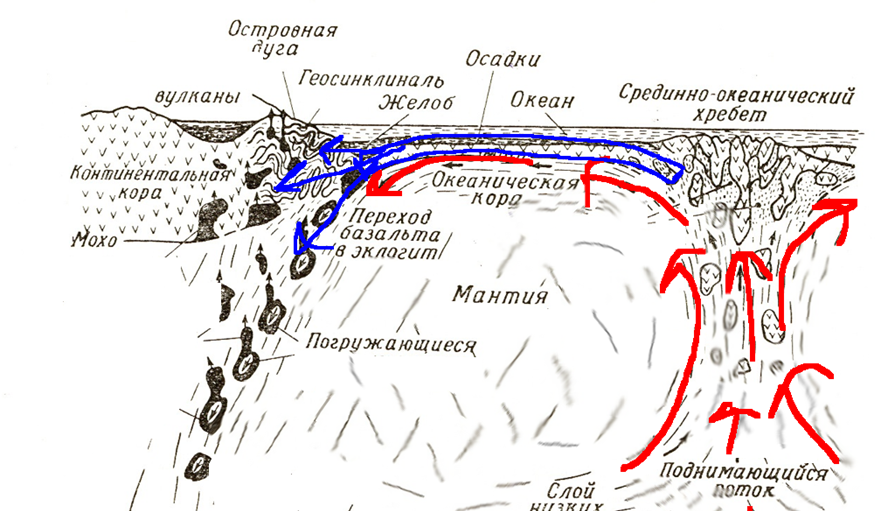 Островная
дуга
Геосинклиналь
вулканы
Желоб
Осадки
Океан
Срединно-океанический
хребет
Континентальная
кора
Океаническая
кора
Мохо
Переход
базальта
в эклогит
Мантия
Погружающиеся
Поднимающийся
поток
Слой
низких